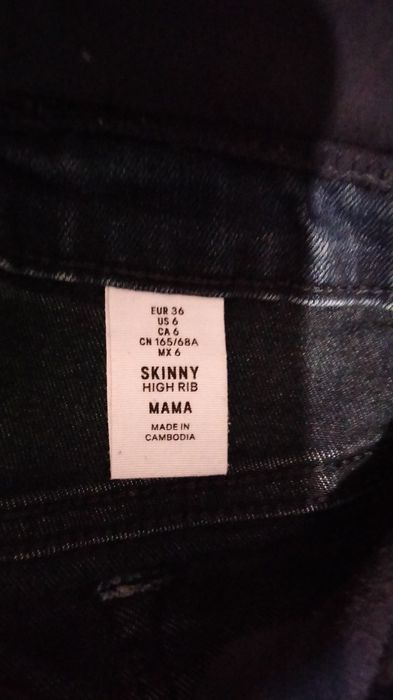 EUR 36
US 6
CA 6
CN 165/68A
MX 6
SKINNY
HIGH RIB
MAMA
MADE IN
CAMBODIA